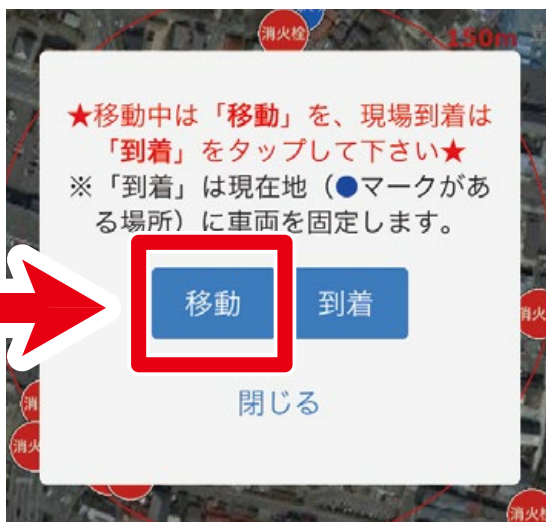 消火栓
150m
★移動中は「移動」を、現場到着は
「到着」をタップして下さい★
※「到着」は現在地(●マークがあ
る場所)に車両を固定します。
移動
到着
閉じる
消火
消
消火
消火栓